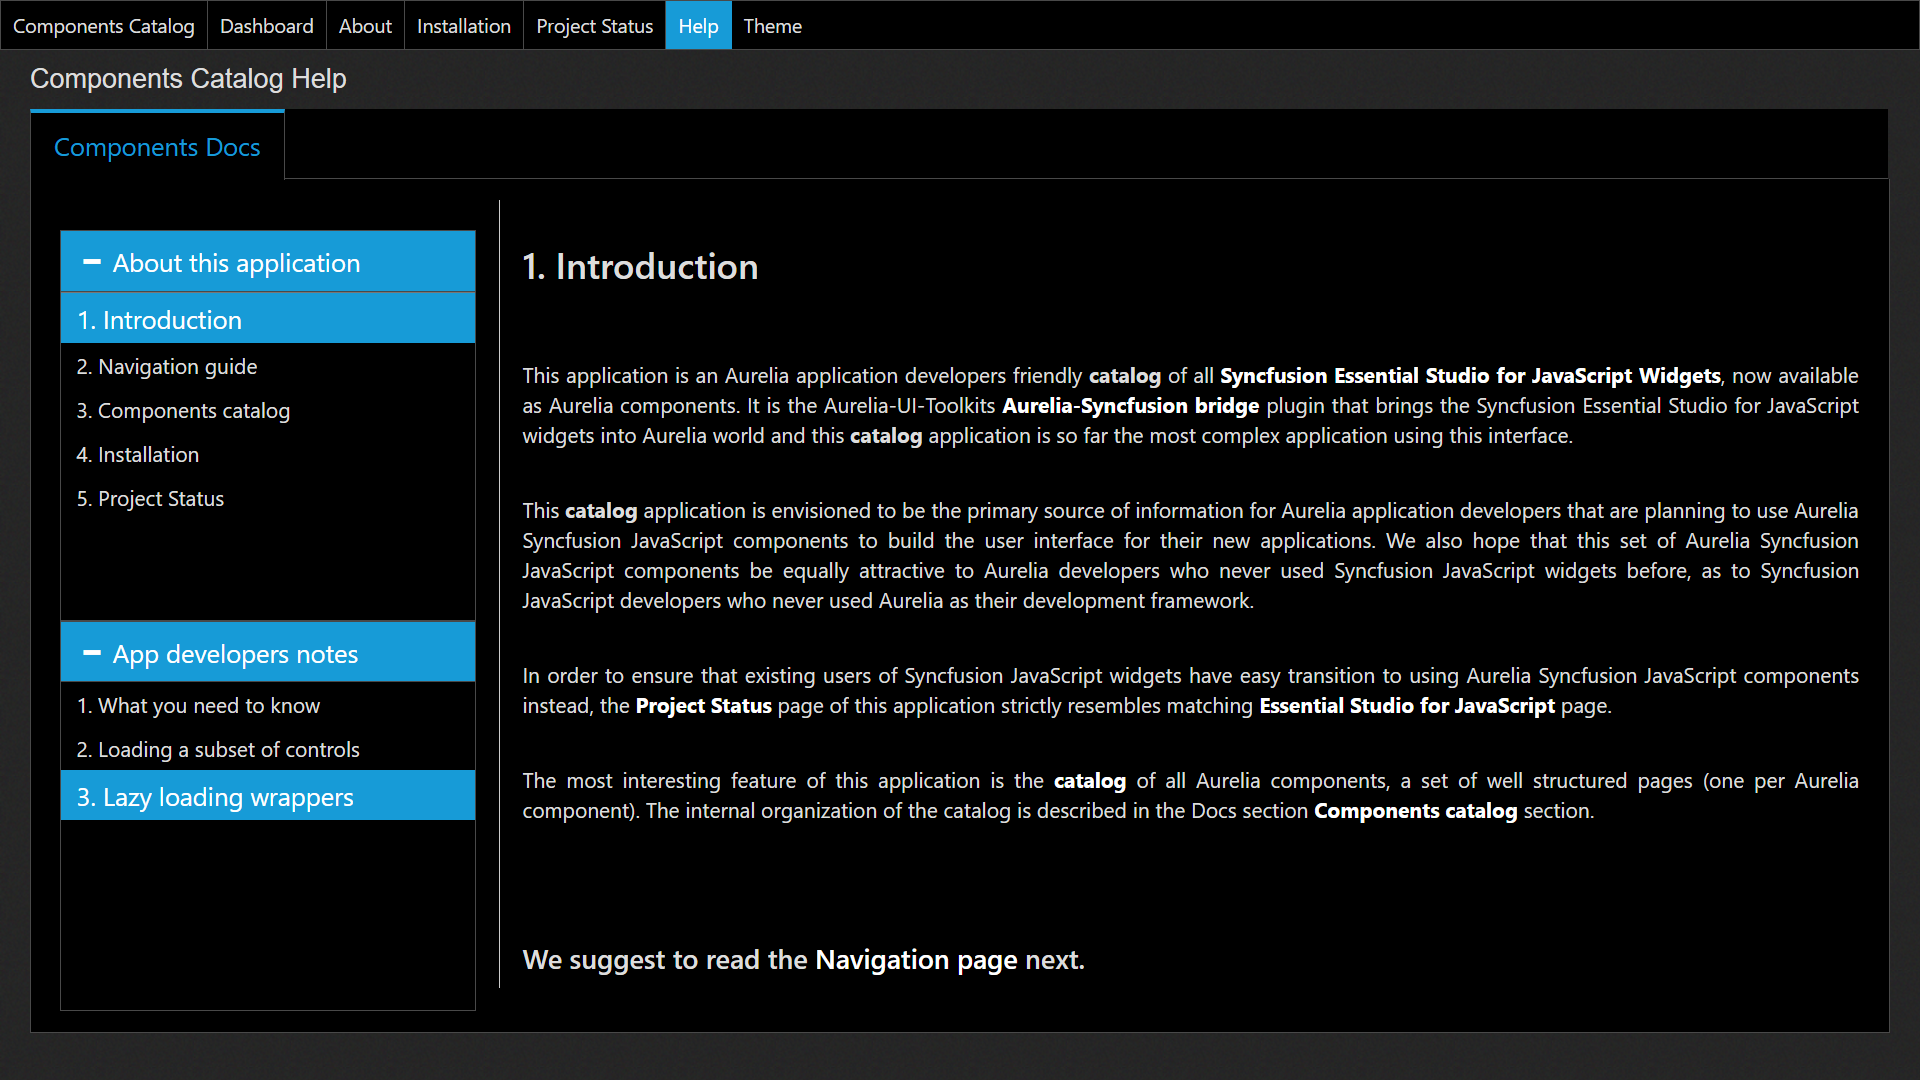 Components Catalog Dashboard About Installation Project Status Help Theme
Components Catalog Help
Components Docs
About this application
1. Introduction
2. Navigation guide
3. Components catalog
4. Installation
5. Project Status
App developers notes
1. What you need to know
2. Loading a subset of controls
3. Lazy loading wrappers
1. Introduction
This application is an Aurelia application developers friendly catalog of all Syncfusion Essential Studio for JavaScript Widgets, now available
as Aurelia components. It is the Aurelia-UI-Toolkits Aurelia-Syncfusion bridge plugin that brings the Syncfusion Essential Studio for JavaScript
widgets into Aurelia world and this catalog application is so far the most complex application using this interface.
This catalog application is envisioned to be the primary source of information for Aurelia application developers that are planning to use Aurelia
Syncfusion JavaScript components to build the user interface for their new applications. We also hope that this set of Aurelia Syncfusion
JavaScript components be equally attractive to Aurelia developers who never used Syncfusion JavaScript widgets before, as to Syncfusion
JavaScript developers who never used Aurelia as their development framework.
In order to ensure that existing users of Syncfusion JavaScript widgets have easy transition to using Aurelia Syncfusion JavaScript components
instead, the Project Status page of this application strictly resembles matching Essential Studio for JavaScript page.
The most interesting feature of this application is the catalog of all Aurelia components, a set of well structured pages (one per Aurelia
component). The internal organization of the catalog is described in the Docs section Components catalog section.
We suggest to read the Navigation page next.